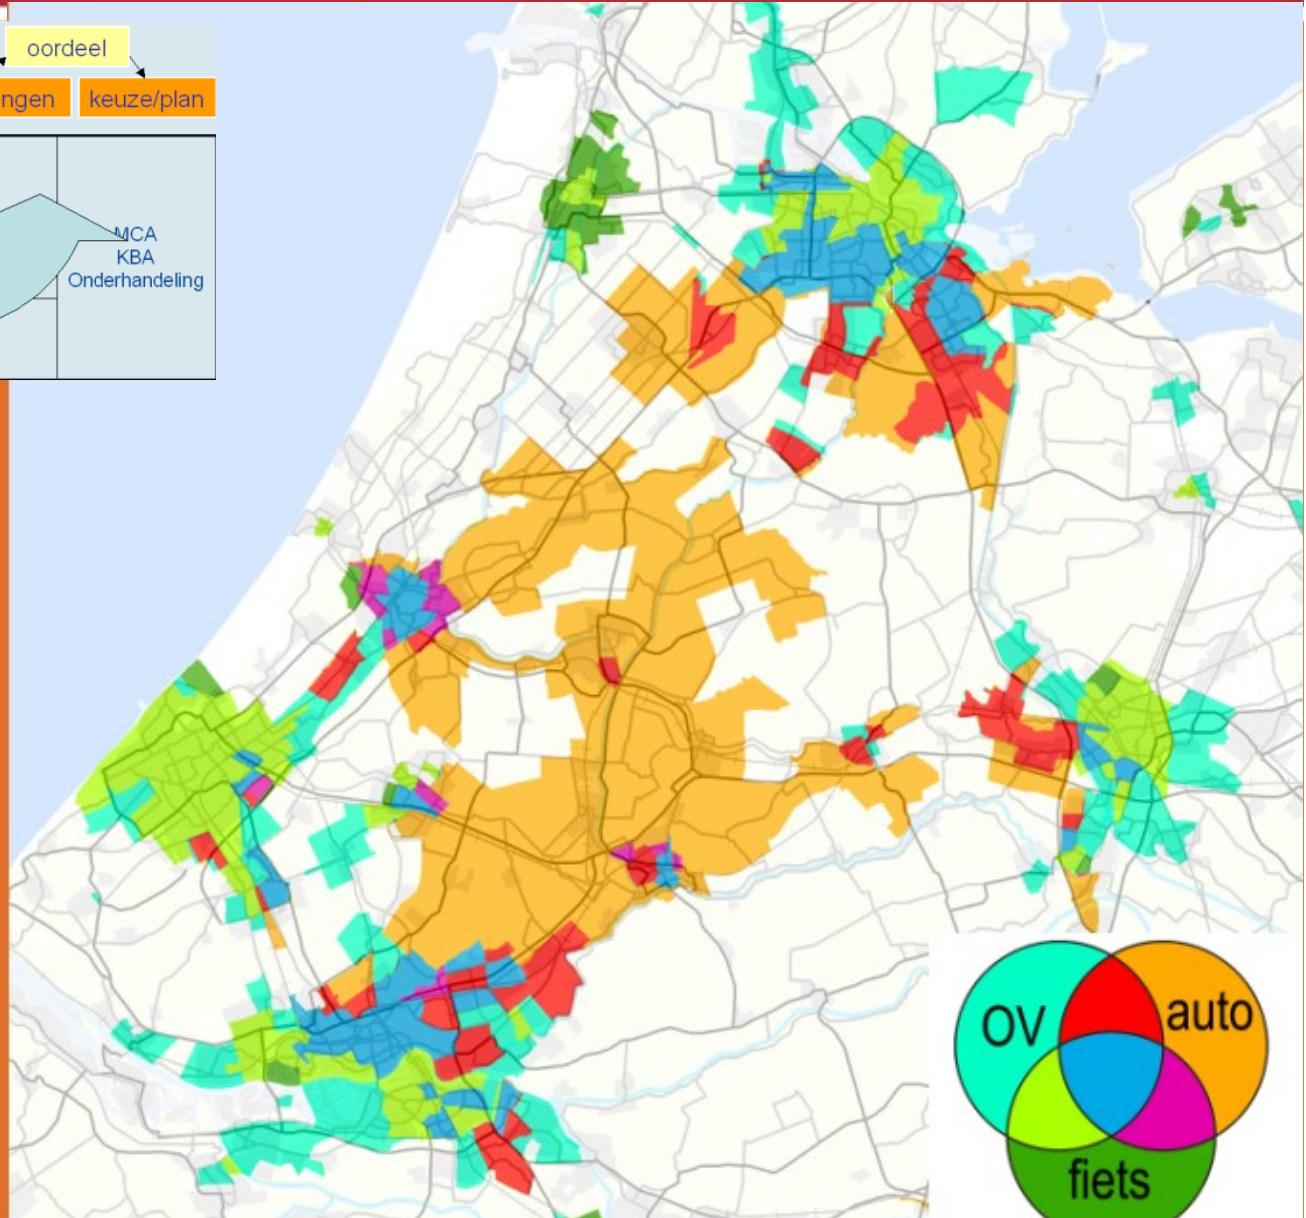 oordeel
ngen
keuze/plan
MCA
KBA
Onderhandeling
OV
auto
fiets